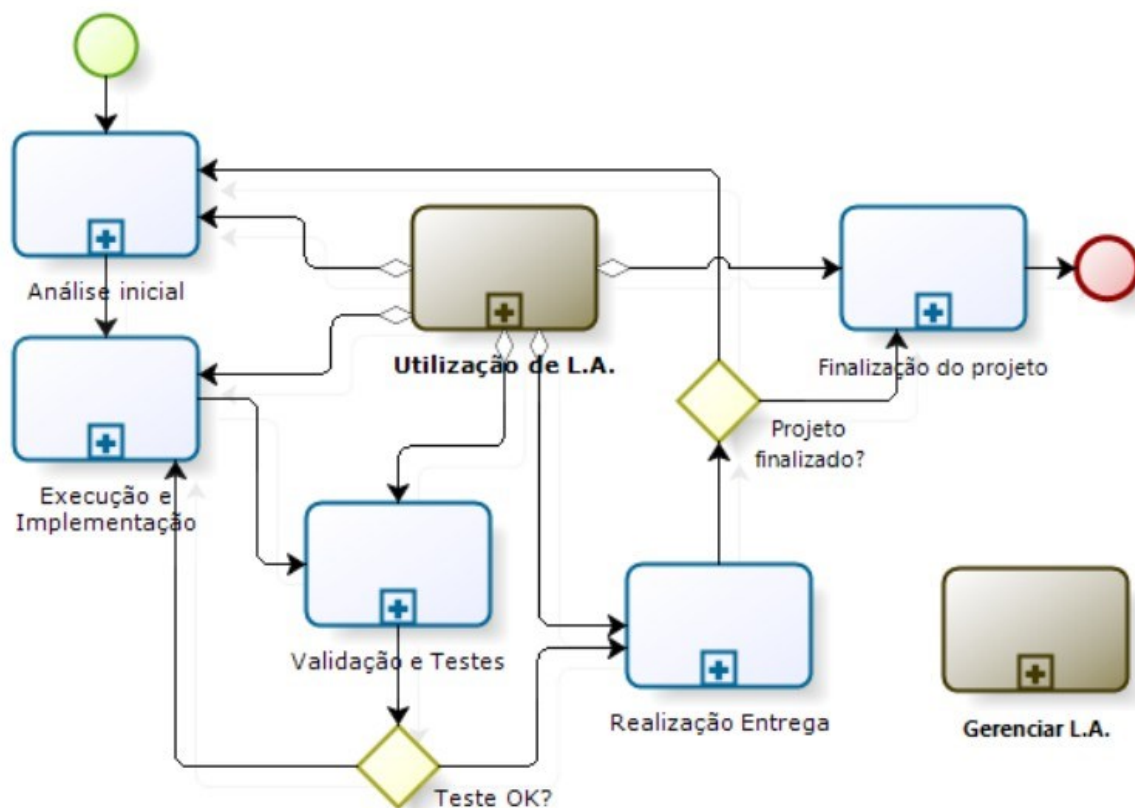 Análise inicial
Utilização de L.A.
Finalização do projeto
Projeto
finalizado?
Execução e
Implementação
Validação e Testes
Realização Entrega
Gerenciar L.A.
Teste OK?